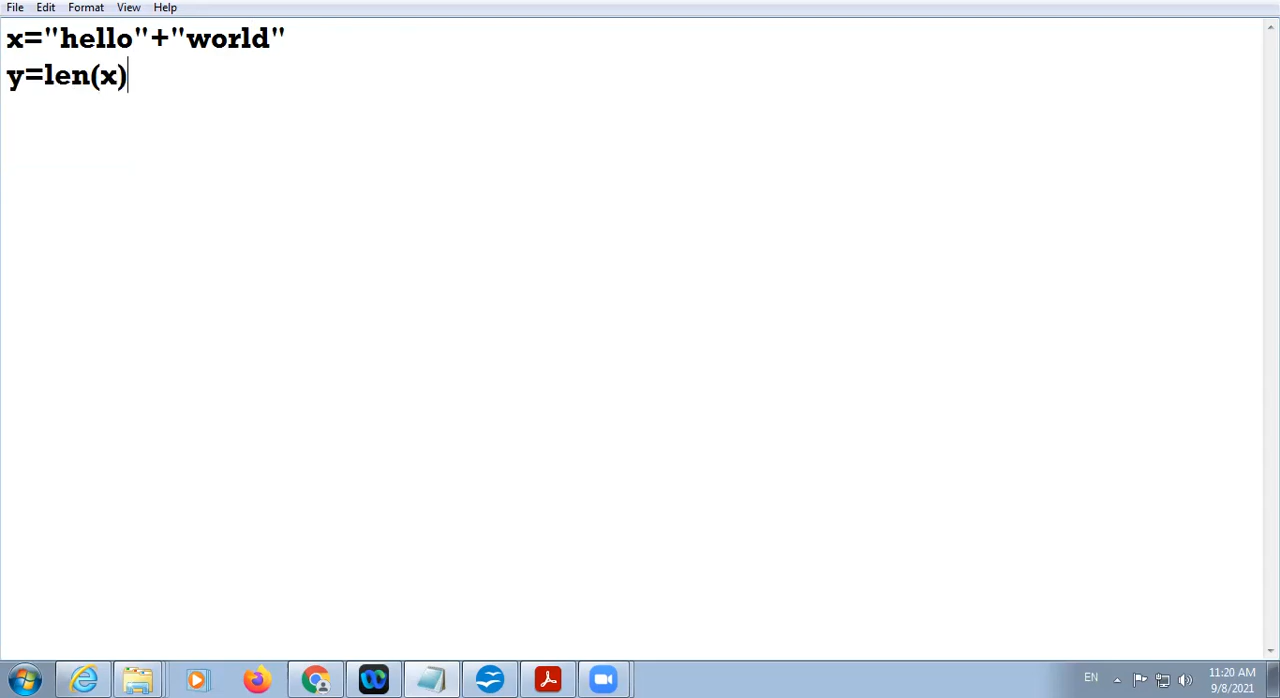 File Edit Format View Help
x="hello"+"world"
y=len(x)
EN 11:20 AM
9/8/2021